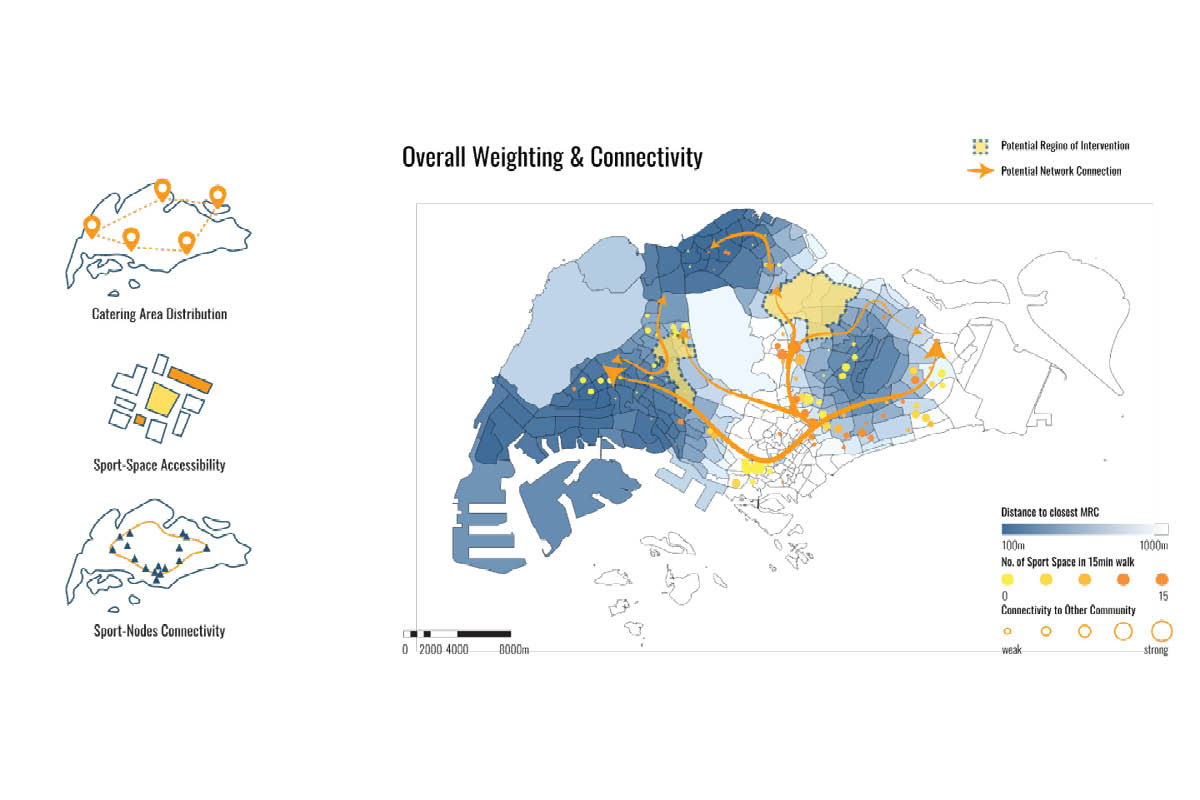 Overall Weighting & Connectivity
Potential Regino of Intervention
Potential Network Connection
Catering Area Distribution
Sport-Space Accessibility
Sport-Nodes Connectivity
0 2000 4000 8000m
Distance to closest MRC
100m 1000m
No. of Sport Space in 15min walk
0 15
Connectivity to Other Community
weak strong